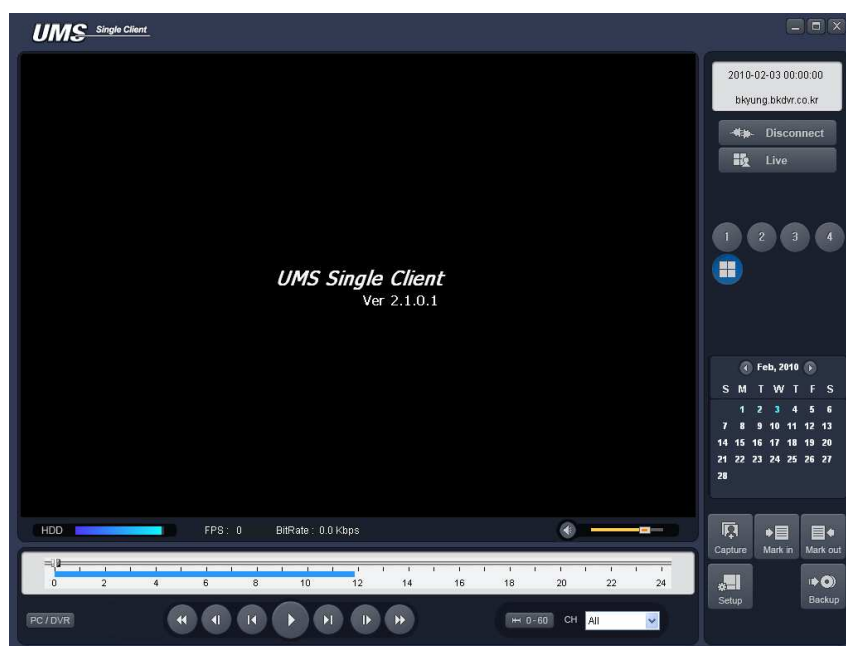 UMS Single Client
2010-02-03 00:00:00
bkyung.bkdvr.co.kr
Disconnect
Live
1 2 3 4
UMS Single Client
Ver 2.1.0.1
Feb, 2010
S M T W T F S
1 2 3 4 5 6
7 8 9 10 11 12 13
14 15 16 17 18 19 20
21 22 23 24 25 26 27
28
HDD FPS : 0 BitRate : 0.0 Kbps
Capture Mark in Mark out
0 2 4 6 8 10 12 14 16 18 20 22 24
Setup Backup
PC / DVR 0-60 CH All